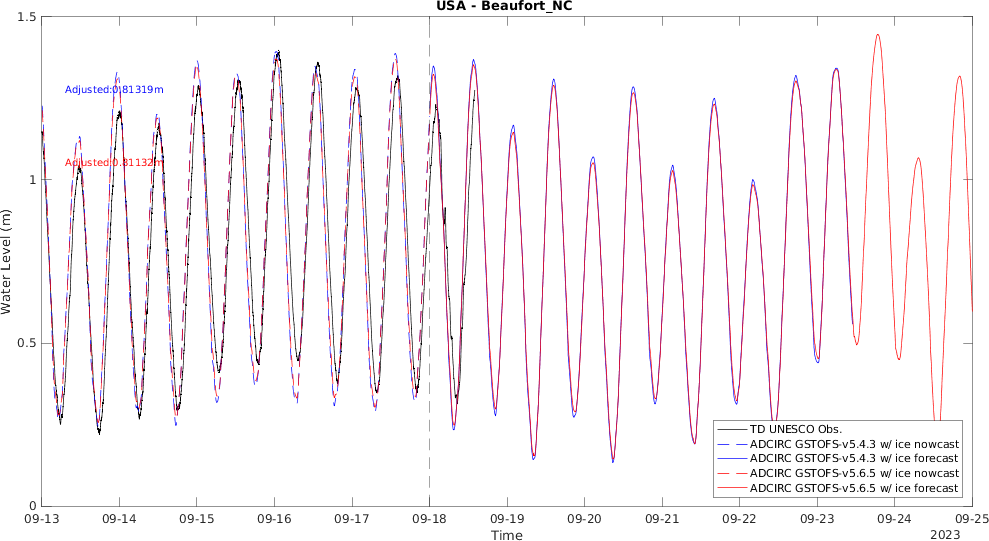 USA - Beaufort_NC
1.5
1
0.5
0
Water Level (m)
Adjusted:0.81319m
Adjusted:0.81132m
TD UNESCO Obs.
ADCIRC GSTOFS-v5.4.3 w/ ice nowcast
ADCIRC GSTOFS-v5.4.3 w/ ice forecast
ADCIRC GSTOFS-v5.6.5 w/ ice nowcast
ADCIRC GSTOFS-v5.6.5 w/ ice forecast
09-13 09-14 09-15 09-16 09-17 09-18 09-19 09-20 09-21 09-22 09-23 09-24 09-25
Time
2023